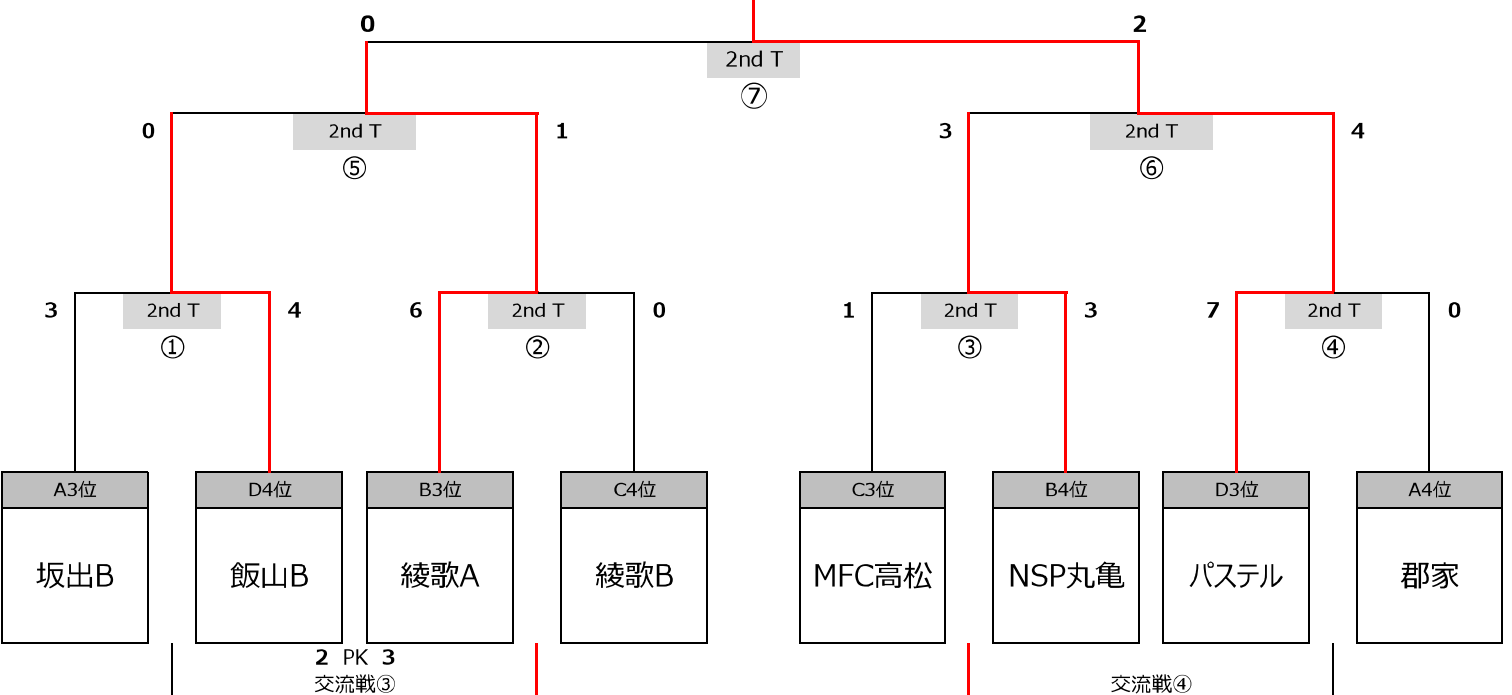 0 2
2nd T
⑦
0 2nd T 1 3 2nd T 4
⑤ ⑥
3 2nd T 4 6 2nd T 0 1 2nd T 3 7 2nd T 0
① ② ③ ④
A3位 D4位 B3位 C4位 C3位 B4位 D3位 A4位
坂出B 飯山B 綾歌A 綾歌B MFC高松 NSP丸亀 パステル 郡家
2 PK 3
交流戦③ 交流戦④